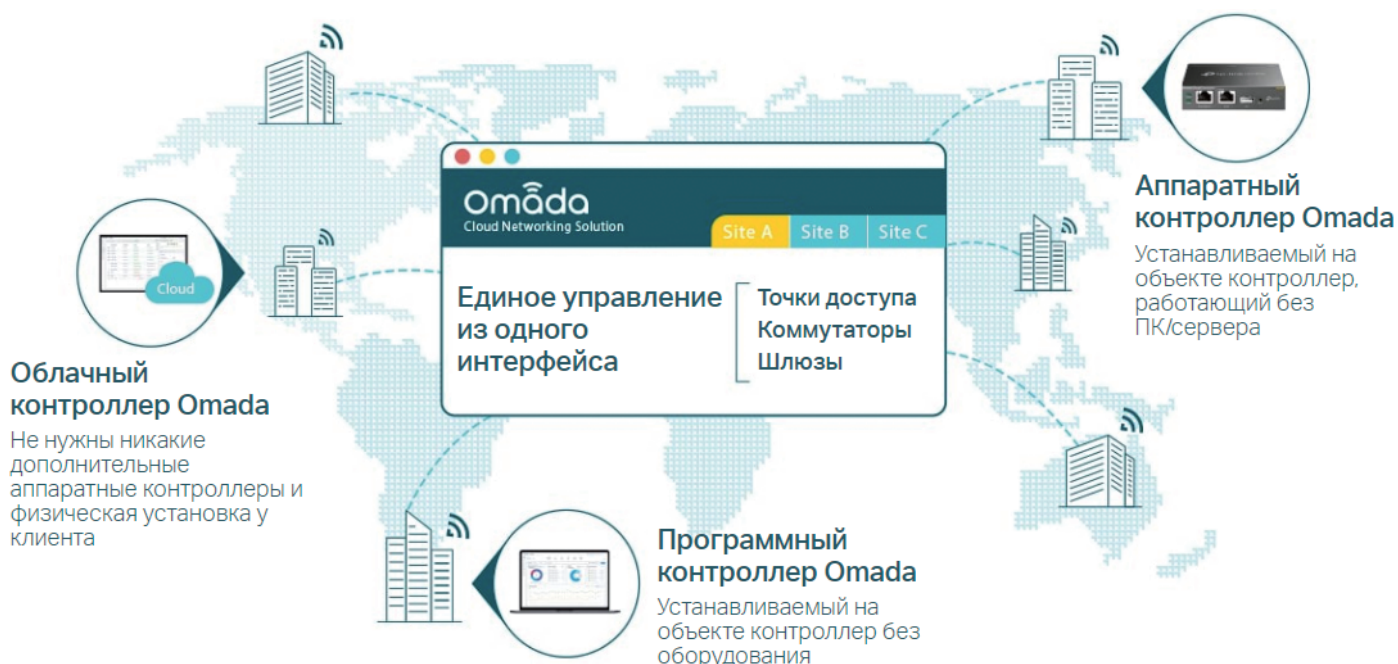 Omada
Cloud Networking Solution
Site A
Site B
Site C
Единое управление
из одного
интерфейса
Точки доступа
Коммутаторы
Шлюзы
Аппаратный
контроллер Omada
Устанавливаемый на
объекте контроллер,
работающий без
ПК/сервера
Cloud
Облачный
контроллер Omada
Не нужны никакие
дополнительные
аппаратные контроллеры и
физическая установка у
клиента
Программный
контроллер Omada
Устанавливаемый на
объекте контроллер без
оборудования